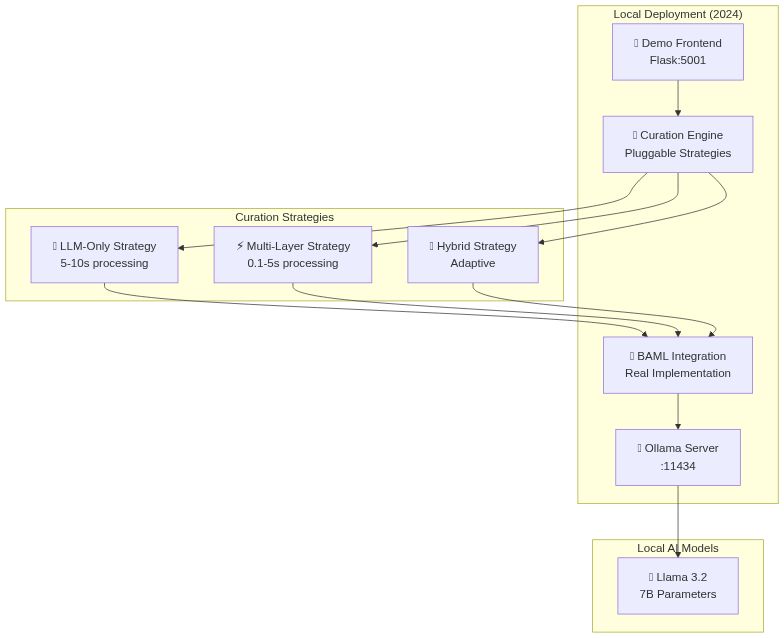 Local Deployment (2024)
Demo Frontend
Flask:5001
Curation Engine
Pluggable Strategies
Curation Strategies
LLM-Only Strategy
5-10s processing
⚡ Multi-Layer Strategy
0.1-5s processing
Hybrid Strategy
Adaptive
BAML Integration
Real Implementation
Ollama Server
:11434
Local AI Models
Llama 3.2
7B Parameters